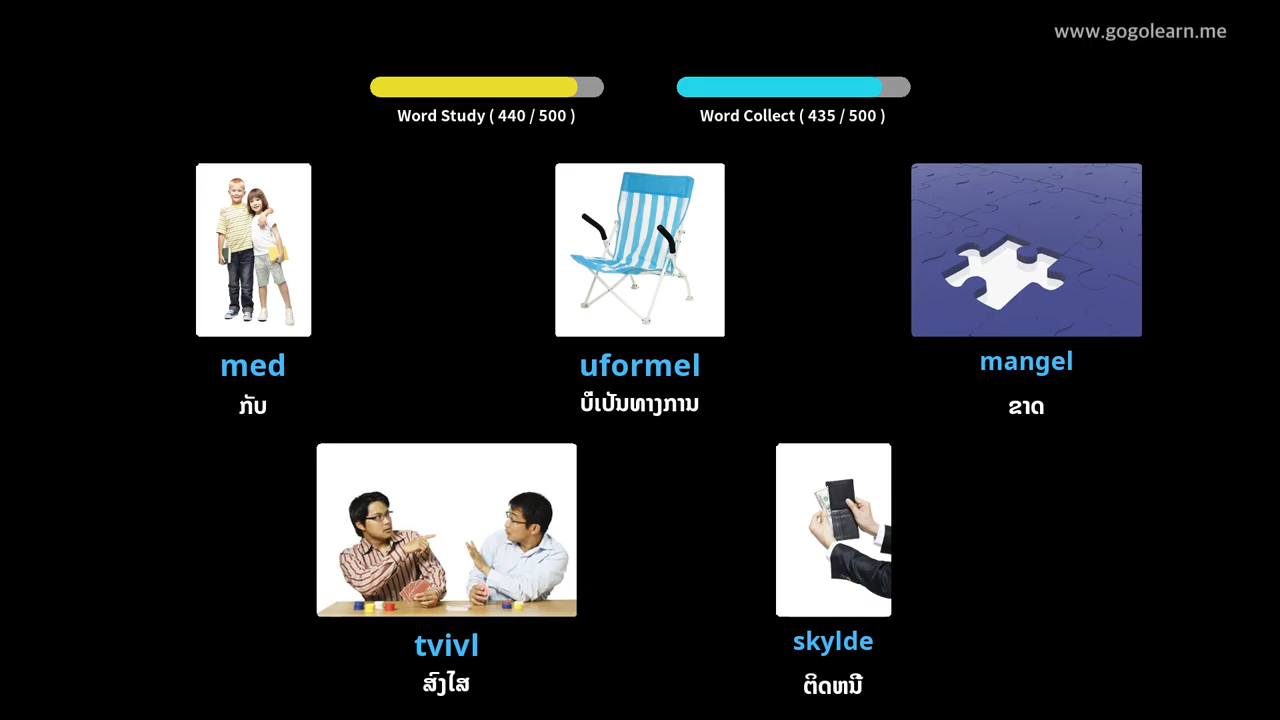 www.gogolearn.me
Word Study ( 440 / 500 )
Word Collect ( 435 / 500 )
med
uformel
mangel
ກັບ
ບໍ່ເປັນທາງການ
ຂາດ
tvivl
skylde
ສົງໄສ
ຕິດຫນີ້